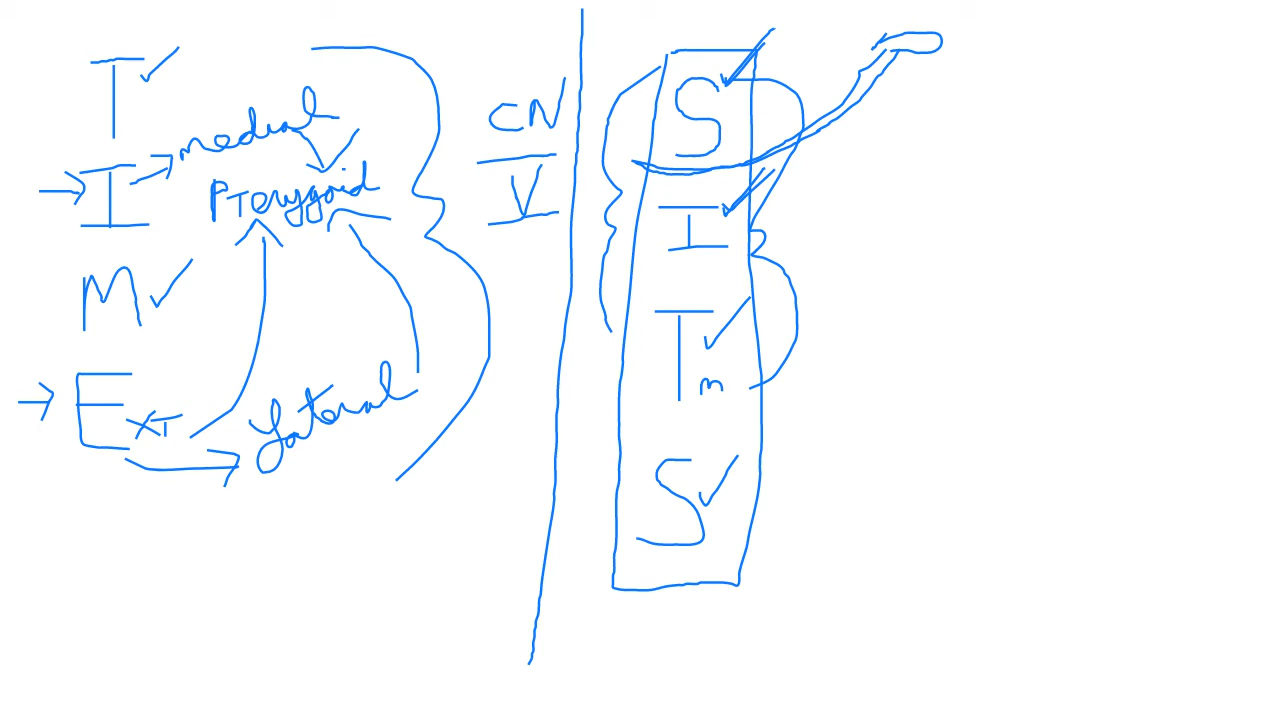 T
I medial
Pterygoid
M
Ext lateral
CN
V
S
I
Tm
S